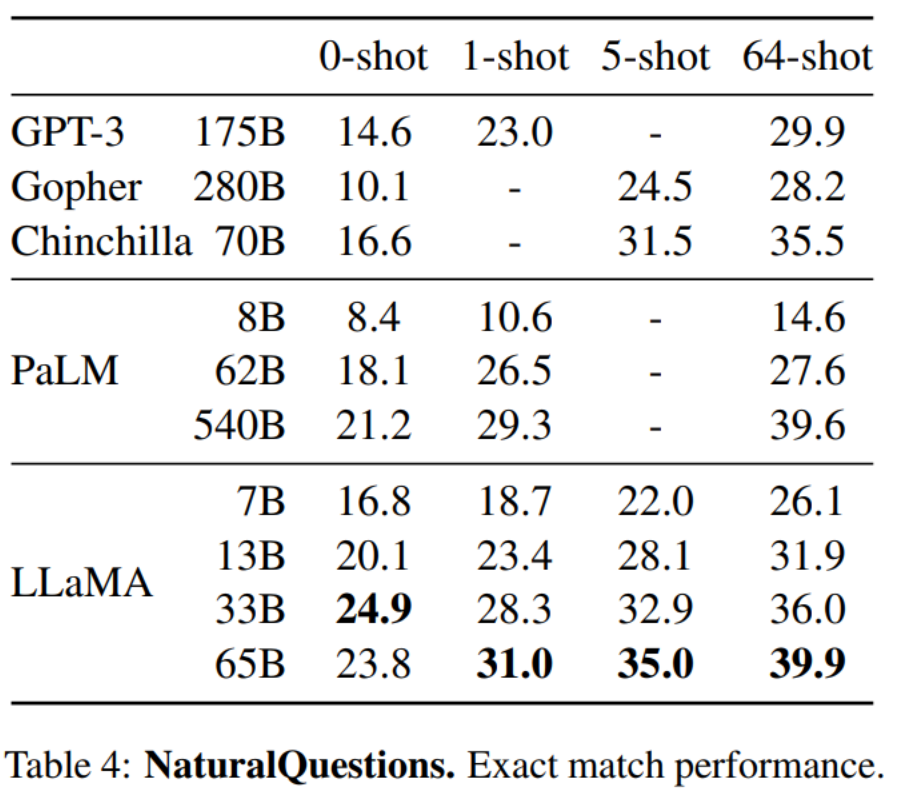 0-shot 1-shot 5-shot 64-shot
GPT-3 175B 14.6 23.0 - 29.9
Gopher 280B 10.1 - 24.5 28.2
Chinchilla 70B 16.6 - 31.5 35.5
8B 8.4 10.6 - 14.6
PaLM 62B 18.1 26.5 - 27.6
540B 21.2 29.3 - 39.6
7B 16.8 18.7 22.0 26.1
13B 20.1 23.4 28.1 31.9
LLaMA
33B 24.9 28.3 32.9 36.0
65B 23.8 31.0 35.0 39.9
Table 4: NaturalQuestions. Exact match performance.